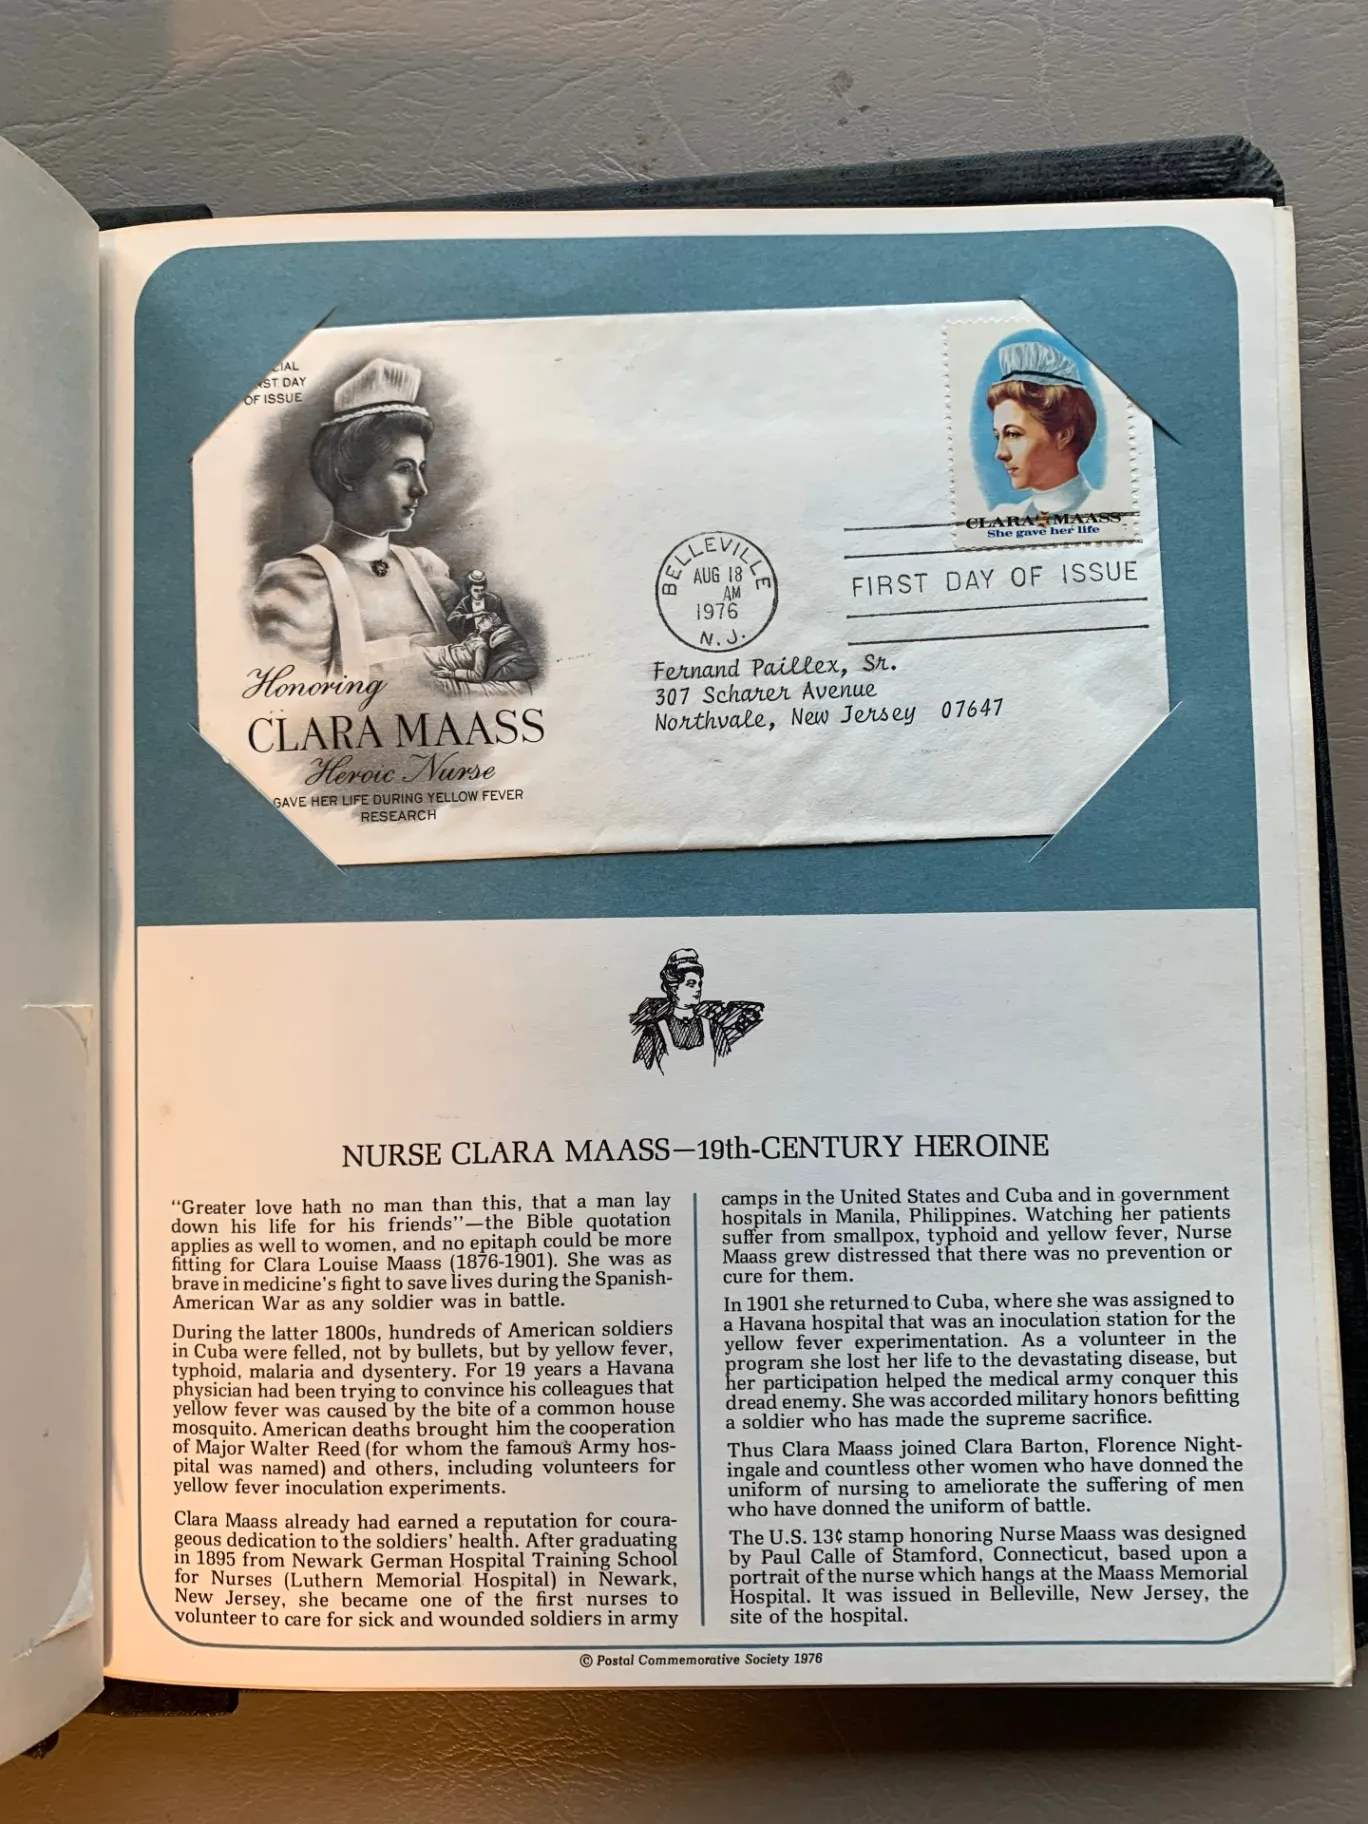 CIAL
ST DAY
OF ISSUE
CLARA MAASS
She gave her life
BELLEVILLE
AUG 18
AM
1976
N.J.
FIRST DAY OF ISSUE
Fernand Paillex, Sr.
307 Scharer Avenue
Northvale, New Jersey 07647
Honoring
CLARA MAASS
Heroic Nurse
GAVE HER LIFE DURING YELLOW FEVER
RESEARCH
NURSE CLARA MAASS—19th-CENTURY HEROINE
"Greater love hath no man than this, that a man lay
down his life for his friends"—the Bible quotation
applies as well to women, and no epitaph could be more
fitting for Clara Louise Maass (1876-1901). She was as
brave in medicine's fight to save lives during the Spanish-
American War as any soldier was in battle.
During the latter 1800s, hundreds of American soldiers
in Cuba were felled, not by bullets, but by yellow fever,
typhoid, malaria and dysentery. For 19 years a Havana
physician had been trying to convince his colleagues that
yellow fever was caused by the bite of a common house
mosquito. American deaths brought him the cooperation
of Major Walter Reed (for whom the famous Army hos-
pital was named) and others, including volunteers for
yellow fever inoculation experiments.
Clara Maass already had earned a reputation for coura-
geous dedication to the soldiers' health. After graduating
in 1895 from Newark German Hospital Training School
for Nurses (Luthern Memorial Hospital) in Newark,
New Jersey, she became one of the first nurses to
volunteer to care for sick and wounded soldiers in army
camps in the United States and Cuba and in government
hospitals in Manila, Philippines. Watching her patients
suffer from smallpox, typhoid and yellow fever, Nurse
Maass grew distressed that there was no prevention or
cure for them.
In 1901 she returned to Cuba, where she was assigned to
a Havana hospital that was an inoculation station for the
yellow fever experimentation. As a volunteer in the
program she lost her life to the devastating disease, but
her participation helped the medical army conquer this
dread enemy. She was accorded military honors befitting
a soldier who has made the supreme sacrifice.
Thus Clara Maass joined Clara Barton, Florence Night-
ingale and countless other women who have donned the
uniform of nursing to ameliorate the suffering of men
who have donned the uniform of battle.
The U.S. 13¢ stamp honoring Nurse Maass was designed
by Paul Calle of Stamford, Connecticut, based upon a
portrait of the nurse which hangs at the Maass Memorial
Hospital. It was issued in Belleville, New Jersey, the
site of the hospital.
© Postal Commemorative Society 1976